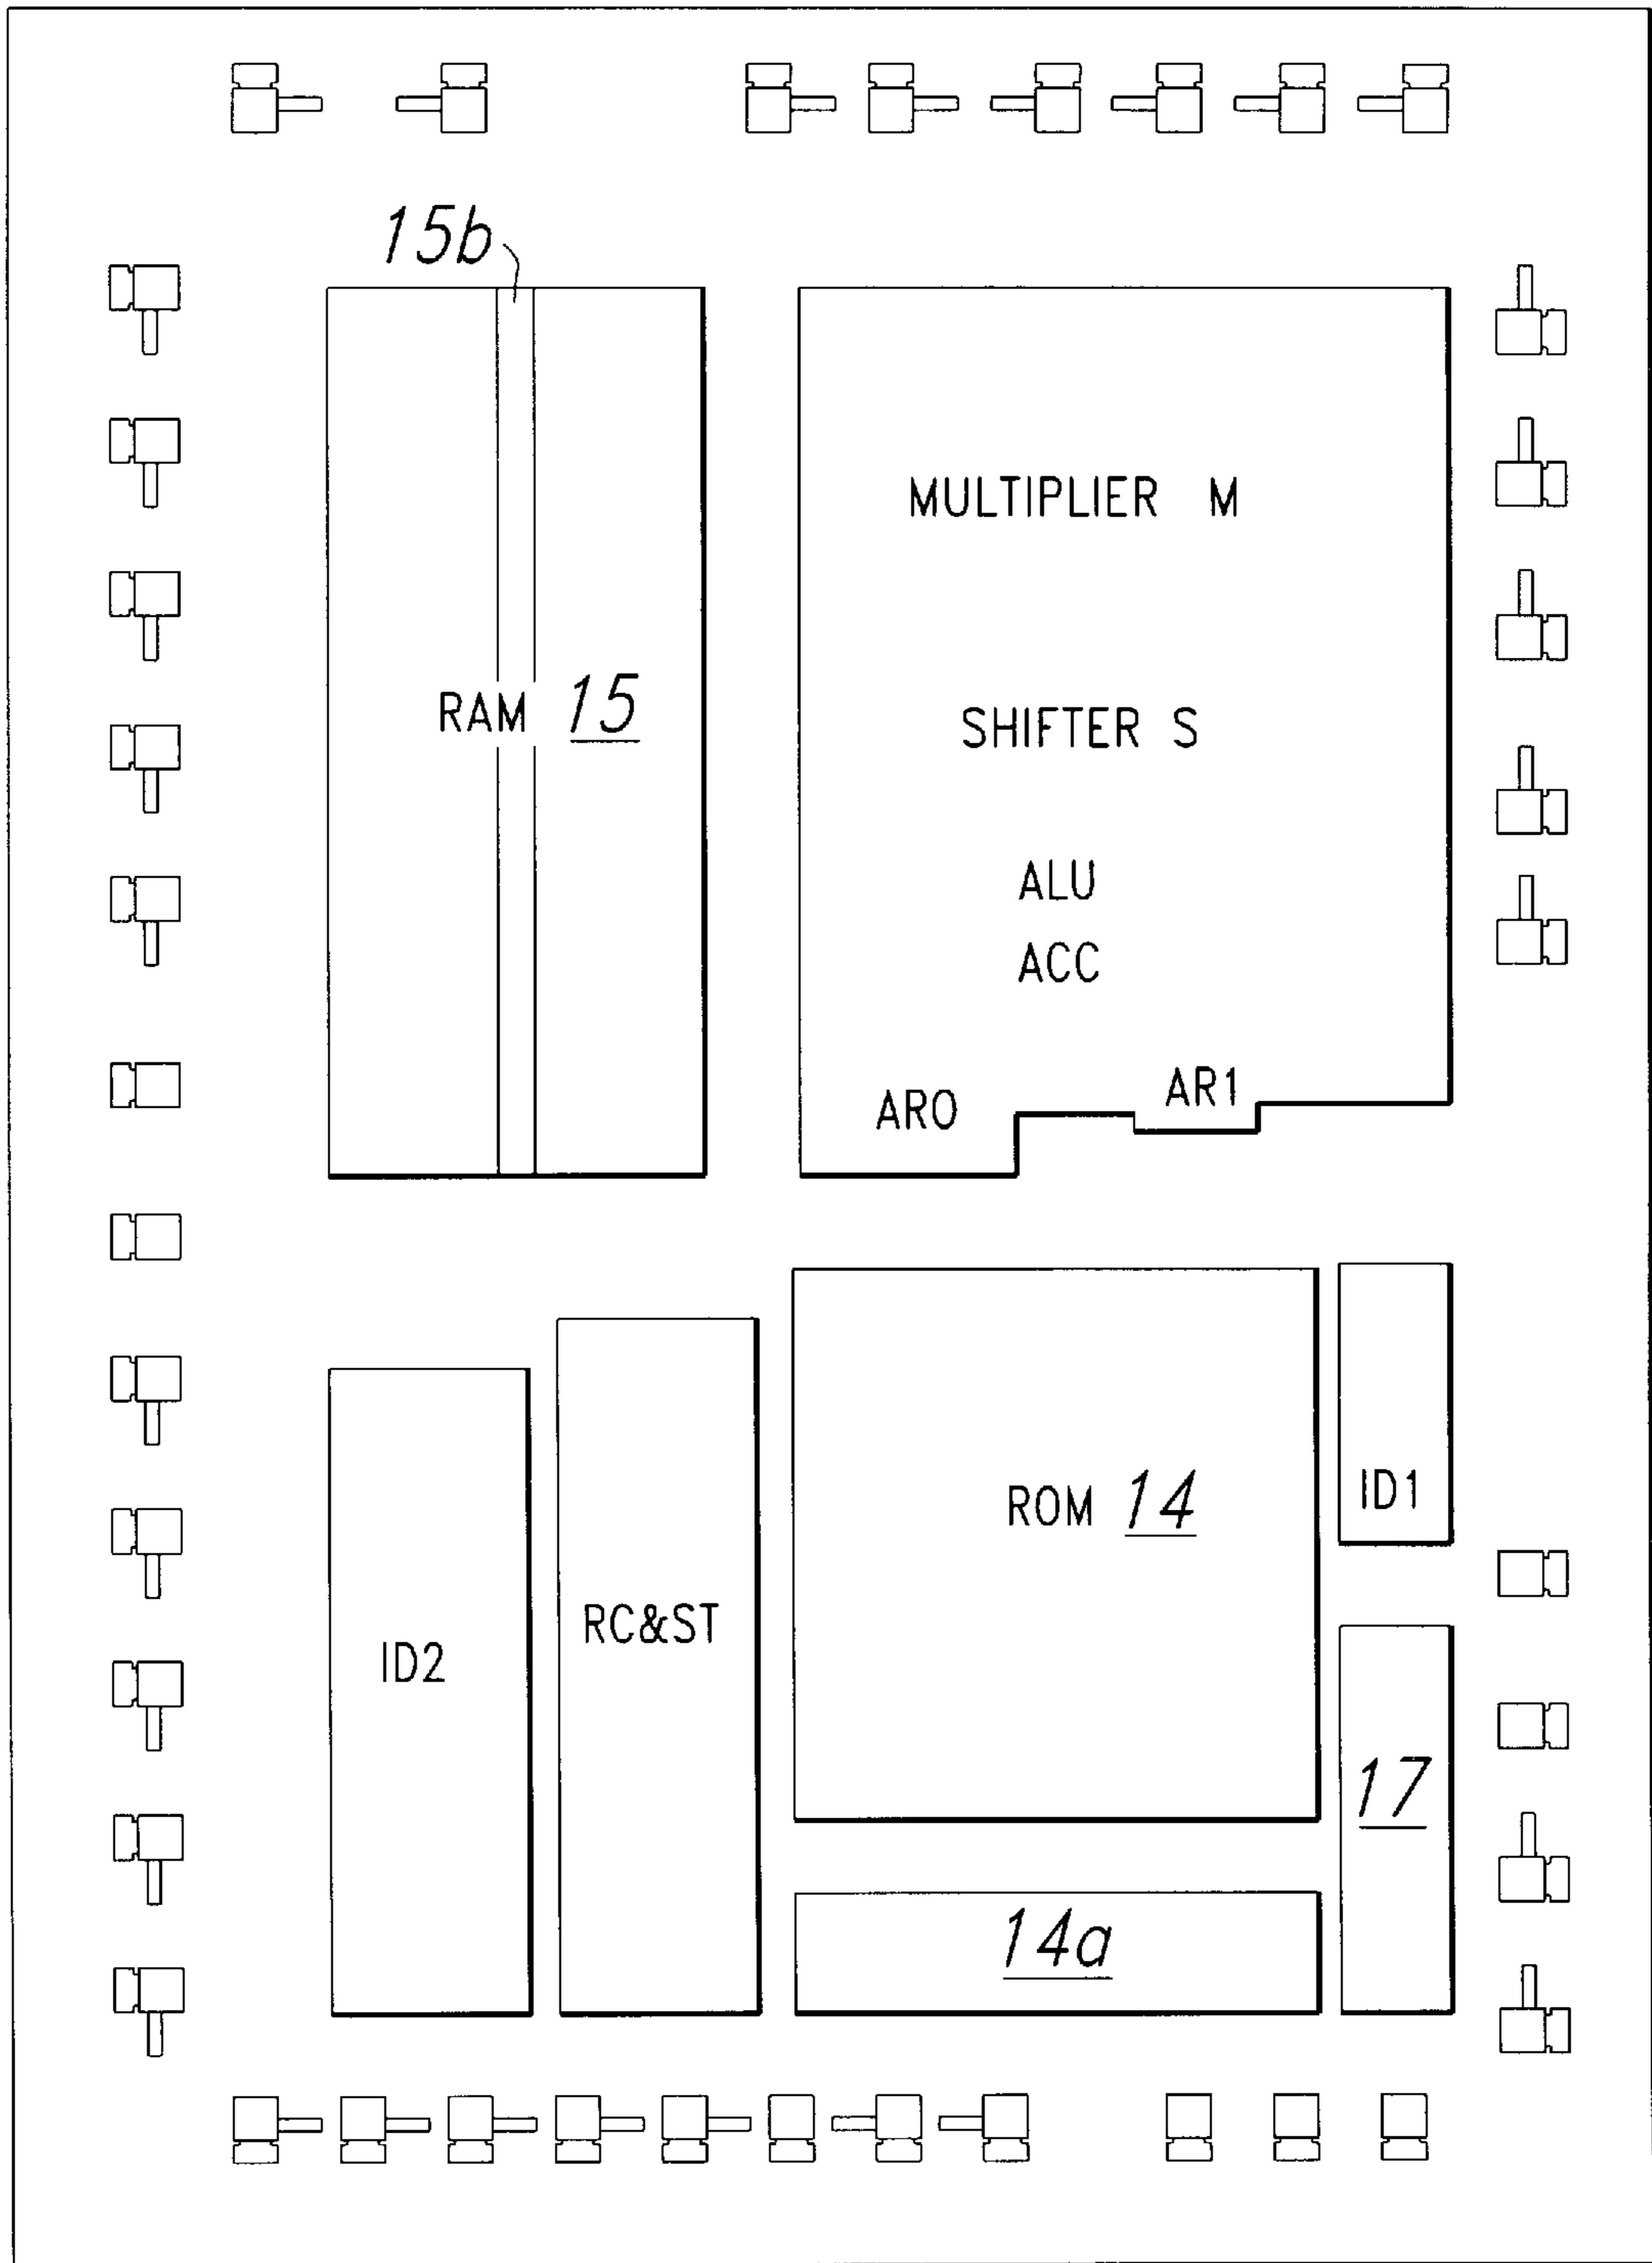 15b
RAM 15
MULTIPLIER M
SHIFTER S
ALU
ACC
AR0
AR1
ROM 14
ID1
RC&ST
ID2
17
14a